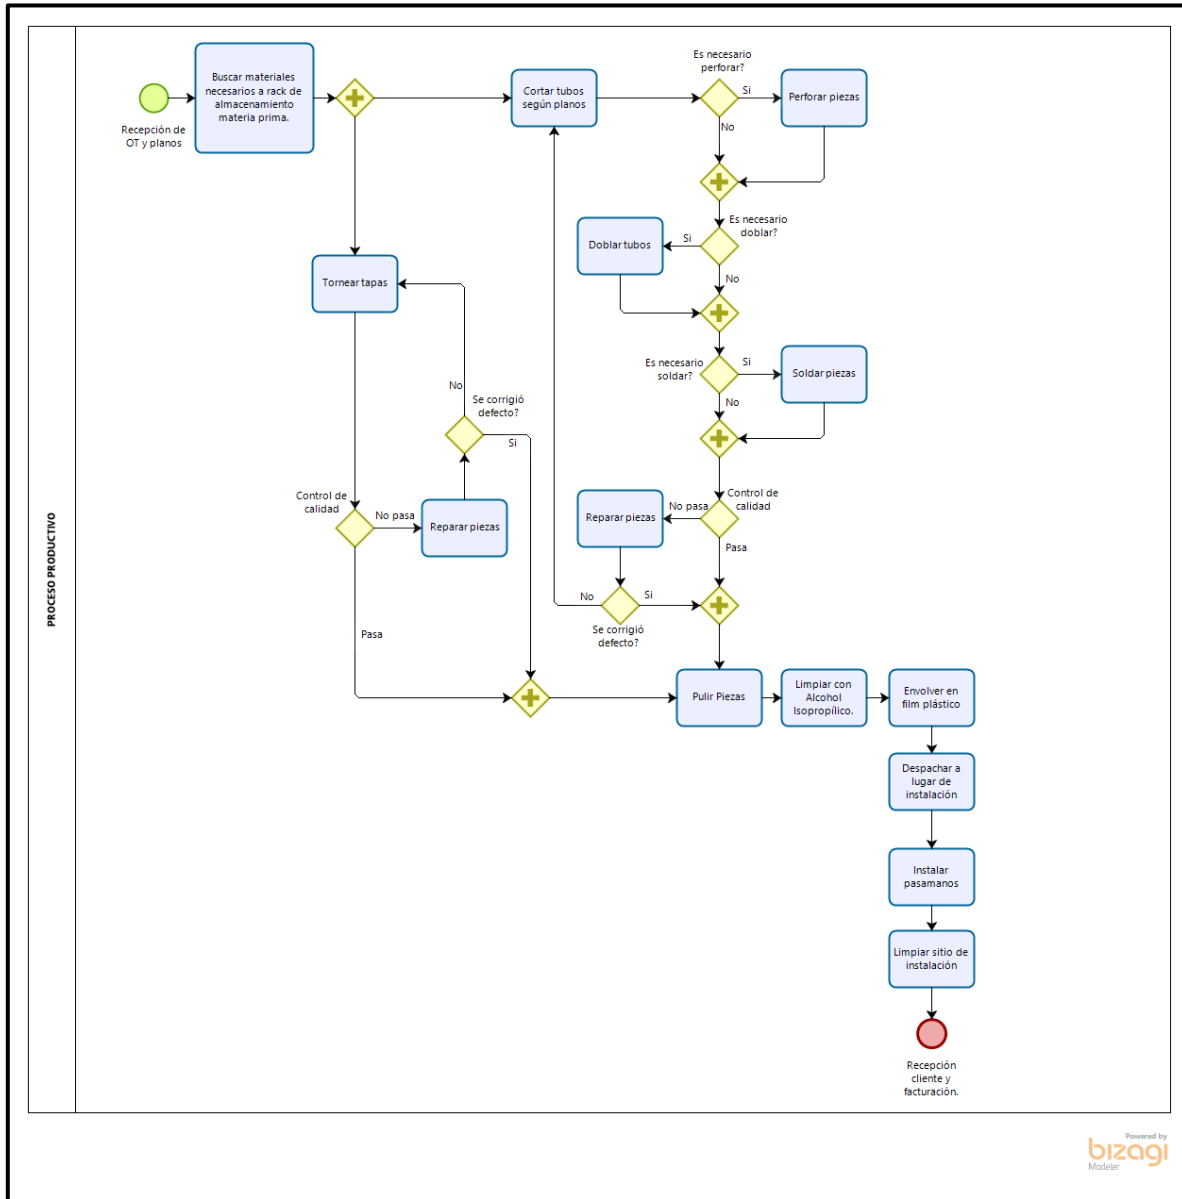 PROCESO PRODUCTIVO
Recepción de
OT y planos
Buscar materiales
necesarios a rack de
almacenamiento
materia prima.
Cortar tubos
según planos
Es necesario
perforar?
Si
No
Perforar piezas
Es necesario
doblar?
Si
No
Doblar tubos
Es necesario
soldar?
Si
No
Soldar piezas
Control de
calidad
No pasa
Pasa
Reparar piezas
Se corrigió
defecto?
No
Si
Tornear tapas
Control de
calidad
No pasa
Pasa
Reparar piezas
Se corrigió
defecto?
No
Si
Pulir Piezas
Limpiar con
Alcohol
Isopropílico.
Envolver en
film plástico
Despachar a
lugar de
instalación
Instalar
pasamanos
Limpiar sitio de
instalación
Recepción
cliente y
facturación.
Powered by
bizagi
Modeler